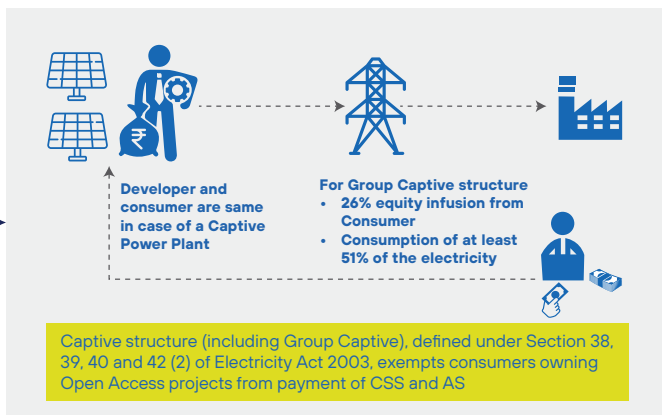 ₹
Developer and
consumer are same
in case of a Captive
Power Plant
For Group Captive structure
• 26% equity infusion from
Consumer
• Consumption of at least
51% of the electricity
Captive structure (including Group Captive), defined under Section 38,
39, 40 and 42 (2) of Electricity Act 2003, exempts consumers owning
Open Access projects from payment of CSS and AS